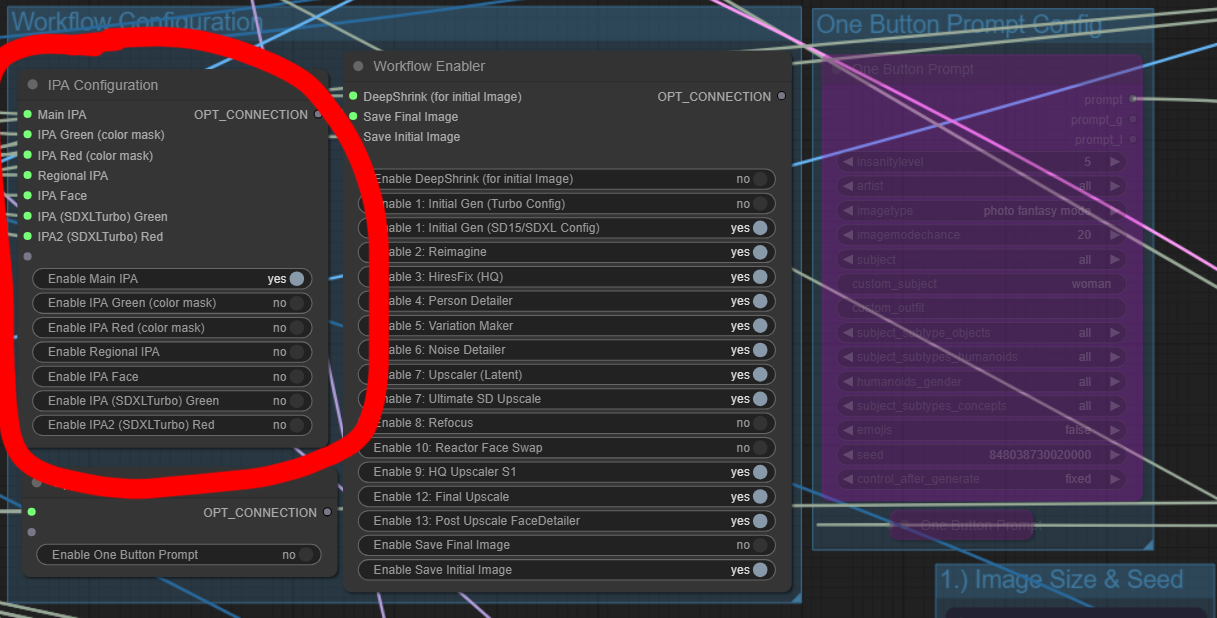 Workflow Configuration
IPA Configuration
Main IPA
OPT_CONNECTION
IPA Green (color mask)
IPA Red (color mask)
Regional IPA
IPA Face
IPA (SDXLTurbo) Green
IPA2 (SDXLTurbo) Red
Enable Main IPA yes
Enable IPA Green (color mask) no
Enable IPA Red (color mask) no
Enable Regional IPA no
Enable IPA Face no
Enable IPA (SDXLTurbo) Green no
Enable IPA2 (SDXLTurbo) Red no
OPT_CONNECTION
Enable One Button Prompt no
Workflow Enabler
DeepShrink (for initial Image)
OPT_CONNECTION
Save Final Image
Save Initial Image
Enable DeepShrink (for initial Image) no
Enable 1: Initial Gen (Turbo Config) no
Enable 1: Initial Gen (SD15/SDXL Config) yes
Enable 2: Reimagine yes
Enable 3: HiresFix (HQ) yes
Enable 4: Person Detailer yes
Enable 5: Variation Maker yes
Enable 6: Noise Detailer yes
Enable 7: Upscaler (Latent) yes
Enable 7: Ultimate SD Upscale yes
Enable 8: Refocus no
Enable 10: Reactor Face Swap no
Enable 9: HQ Upscaler S1 yes
Enable 12: Final Upscale yes
Enable 13: Post Upscale FaceDetailer yes
Enable Save Final Image no
Enable Save Initial Image yes
One Button Prompt Config
One Button Prompt
prompt
prompt_g
prompt_l
insanitylevel 5
artist all
imagetype photo fantasy mode
imagemodechance 20
subject all
custom_subject woman
custom_outfit
subject_subtype_objects all
subject_subtypes_humanoids all
humanoids_gender all
subject_subtypes_concepts all
emojis false
seed 848038730020000
control_after_generate fixed
One Button Prompt
1.) Image Size & Seed